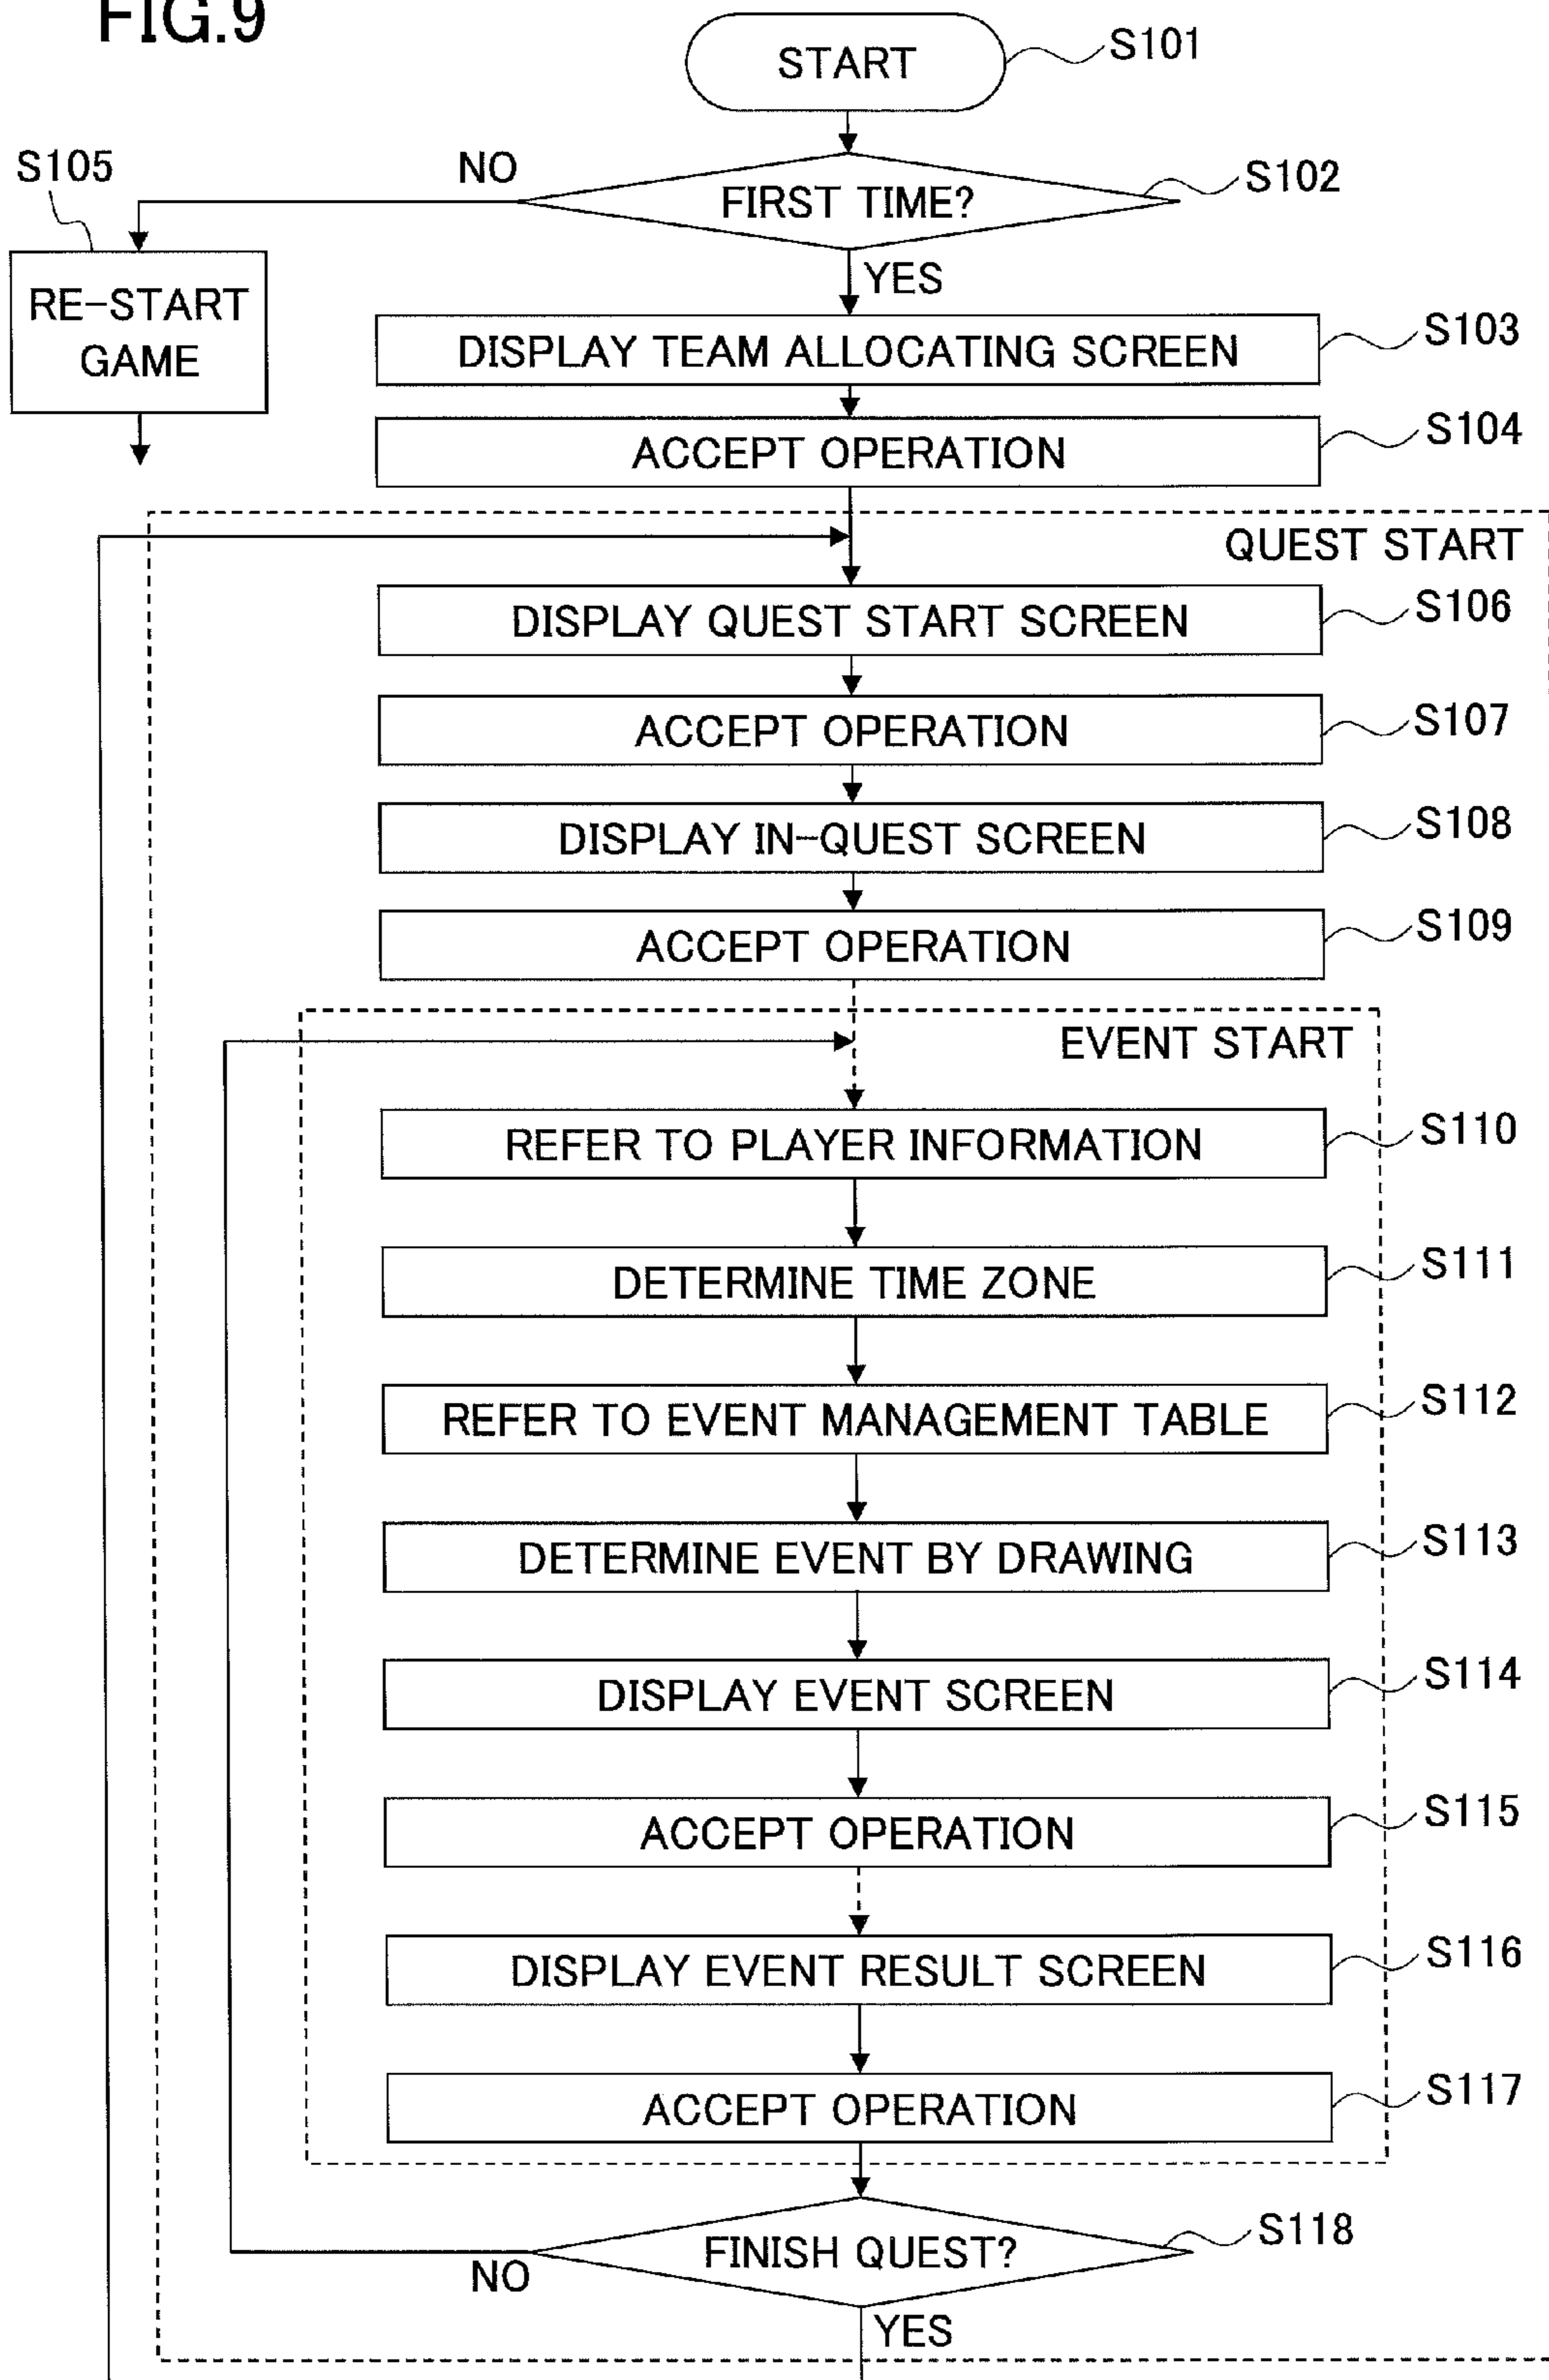 FIG.9
START
S101
S105
NO
FIRST TIME?
S102
YES
RE-START
GAME
DISPLAY TEAM ALLOCATING SCREEN
S103
ACCEPT OPERATION
S104
QUEST START
DISPLAY QUEST START SCREEN
S106
ACCEPT OPERATION
S107
DISPLAY IN-QUEST SCREEN
S108
ACCEPT OPERATION
S109
EVENT START
REFER TO PLAYER INFORMATION
S110
DETERMINE TIME ZONE
S111
REFER TO EVENT MANAGEMENT TABLE
S112
DETERMINE EVENT BY DRAWING
S113
DISPLAY EVENT SCREEN
S114
ACCEPT OPERATION
S115
DISPLAY EVENT RESULT SCREEN
S116
ACCEPT OPERATION
S117
FINISH QUEST?
S118
NO
YES